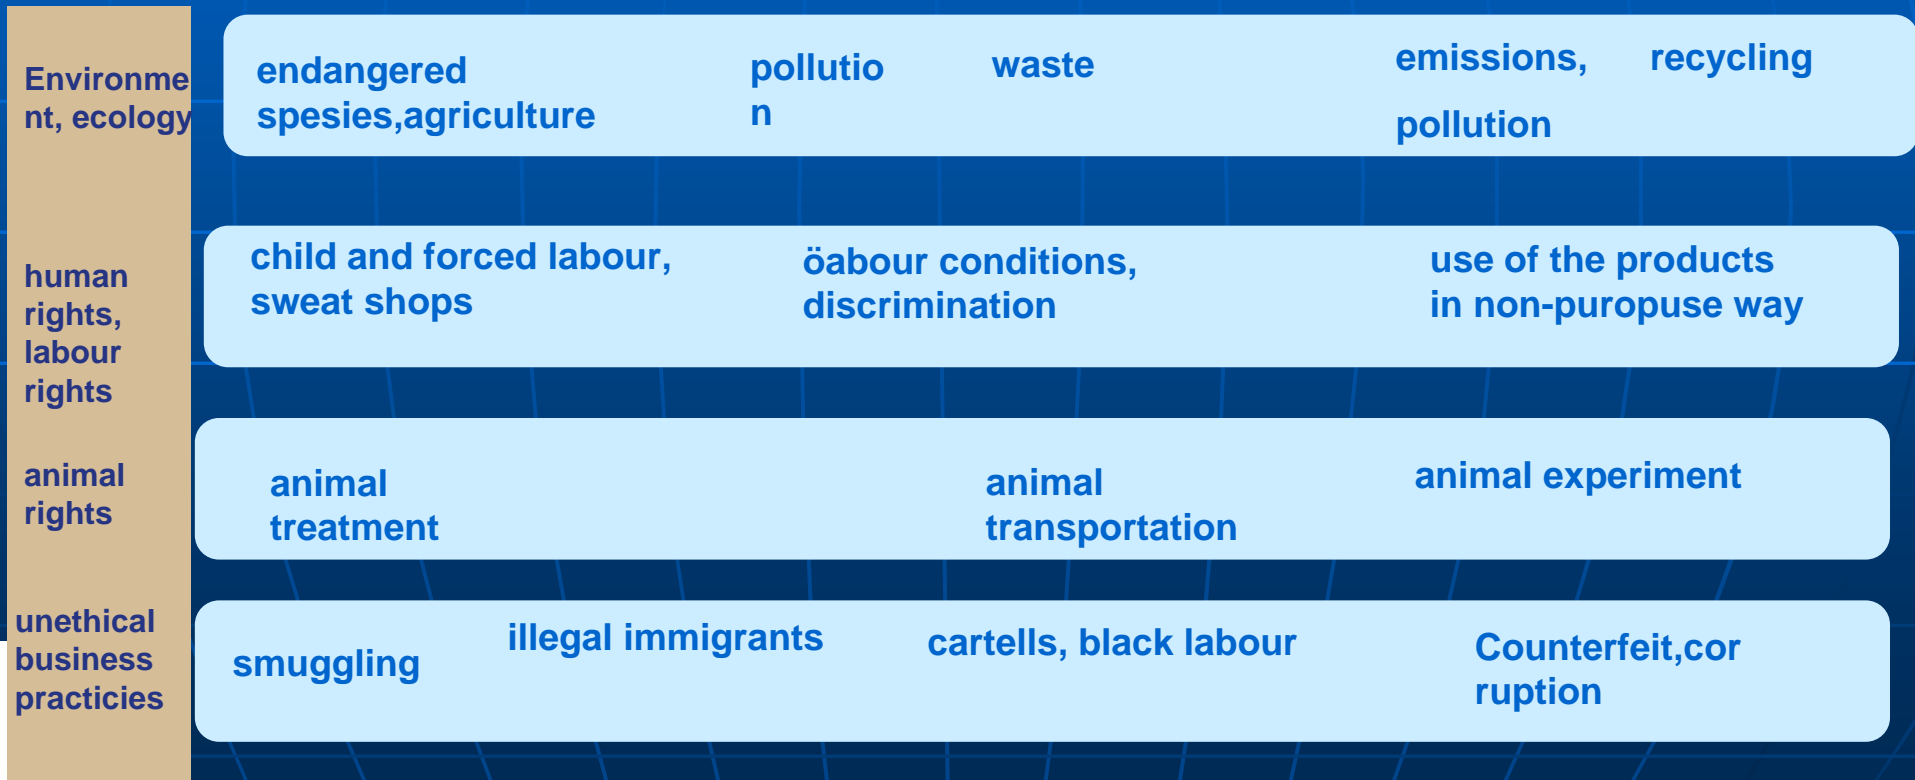 Environme
nt, ecology
endangered
spesies,agriculture
pollutio
n
waste
emissions,
pollution
recycling
human
rights,
labour
rights
child and forced labour,
sweat shops
öabour conditions,
discrimination
use of the products
in non-puropuse way
animal
rights
animal
treatment
animal
transportation
animal experiment
unethical
business
practicies
smuggling
illegal immigrants
cartells, black labour
Counterfeit,cor
ruption